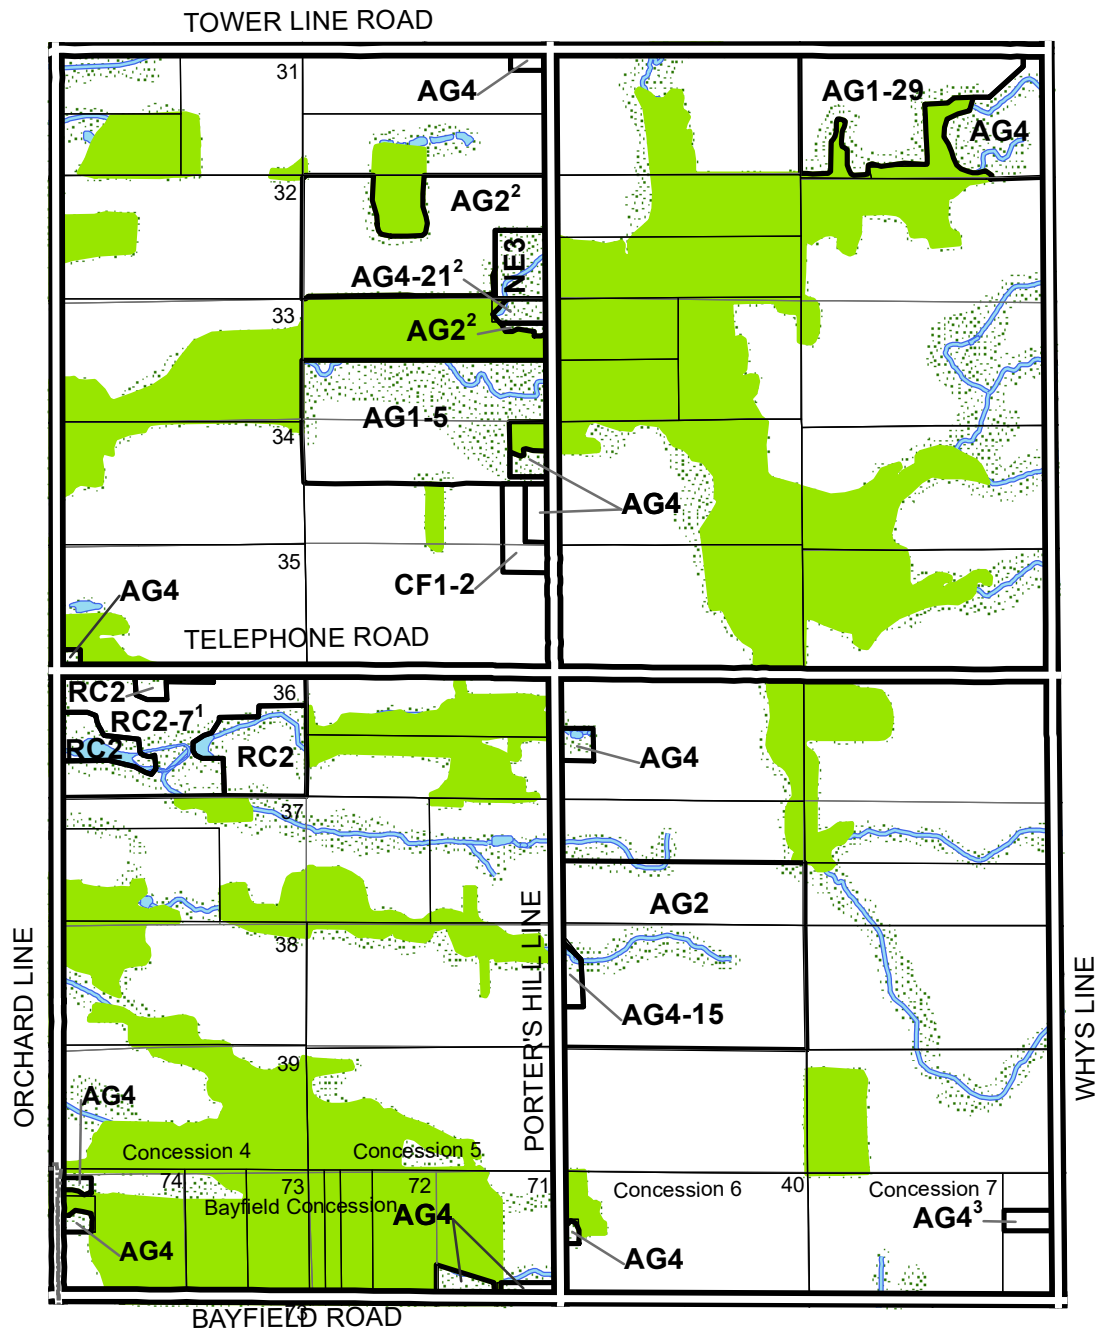 TOWER LINE ROAD
31
AG4
AG1-29
AG4
32
AG2²
NE3
AG4-21²
33
AG2²
AG1-5
34
AG4
35
CF1-2
AG4
TELEPHONE ROAD
RC2
36
RC2-7¹
RC2
RC2
AG4
37
AG2
38
ORCHARD LINE
PORTER'S HILL LINE
WHYS LINE
AG4-15
39
AG4
Concession 4
Concession 5
74
73
72
71
Concession 6
40
Concession 7
Bayfield Concession
AG4
AG4³
AG4
AG4
73
BAYFIELD ROAD